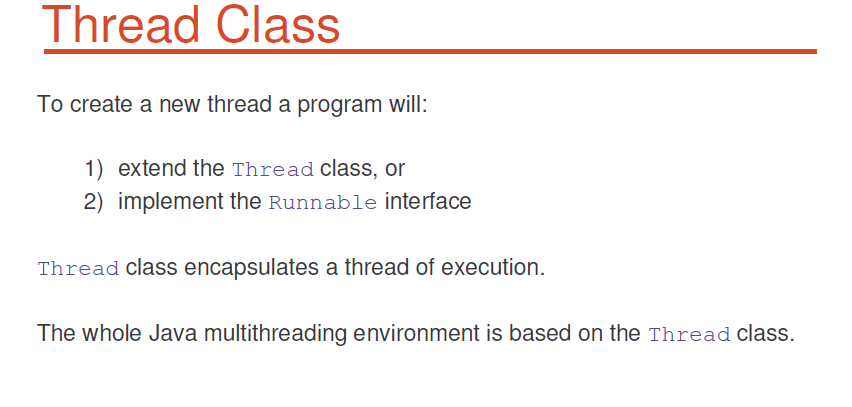 Thread Class
To create a new thread a program will:
1) extend the Thread class, or
2) implement the Runnable interface
Thread class encapsulates a thread of execution.
The whole Java multithreading environment is based on the Thread class.